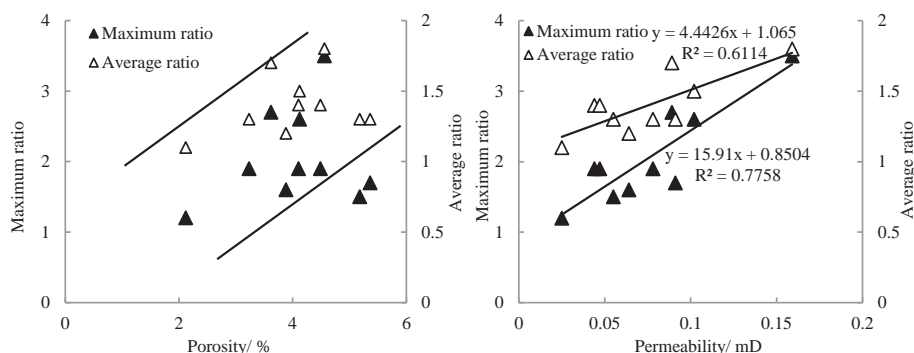 4
3
2
1
0
Maximum ratio
Maximum ratio
Average ratio
2
1.5
1
0.5
0
Average ratio
0
2
4
6
Porosity/ %
4
3
2
1
0
Maximum ratio
Maximum ratio
Average ratio
y = 4.4426x + 1.065
R² = 0.6114
y = 15.91x + 0.8504
R² = 0.7758
2
1.5
1
0.5
0
Average ratio
0
0.05
0.1
0.15
0.2
Permeability/ mD